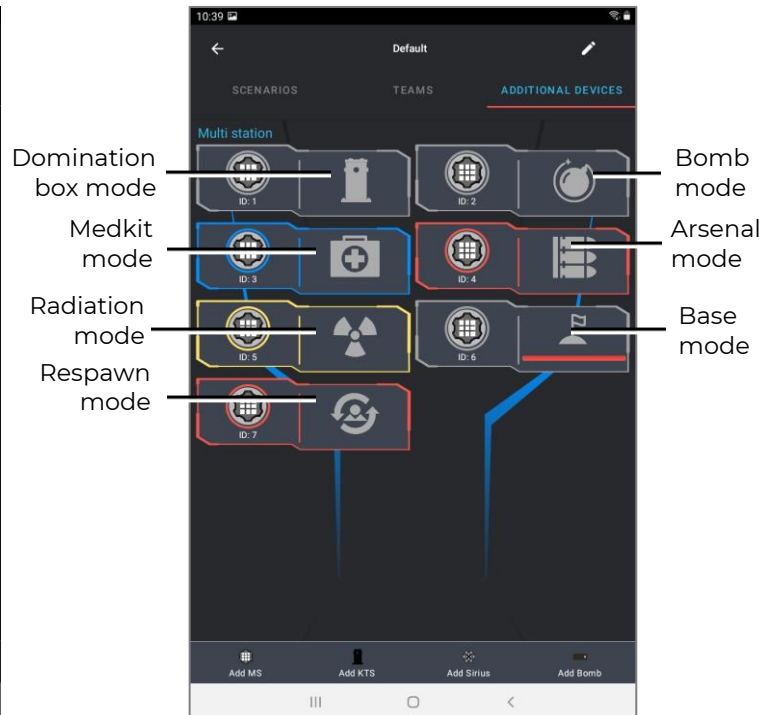 10:39
Default
SCENARIOS TEAMS ADDITIONAL DEVICES
Multi station
Domination
box mode
ID: 1
ID: 2
Bomb
mode
Medkit
mode
ID: 3
ID: 4
Arsenal
mode
Radiation
mode
ID: 5
ID: 6
Base
mode
Respawn
mode
ID: 7
Add MS Add KTS Add Sirius Add Bomb